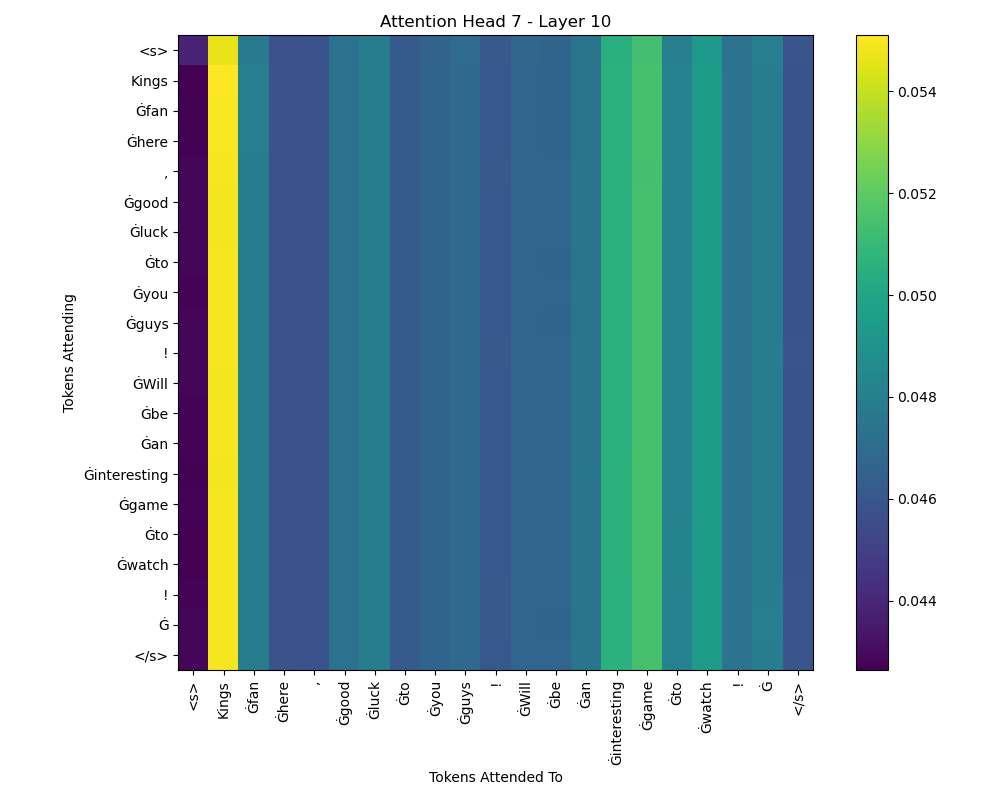 Attention Head 7 - Layer 10
<s>
Kings
Ġfan
Ġhere
,
Ġgood
Ġluck
Ġto
Ġyou
Ġguys
!
ĠWill
Ġbe
Ġan
Ġinteresting
Ġgame
Ġto
Ġwatch
!
Ġ
</s>
Tokens Attending
<s>
Kings
Ġfan
Ġhere
,
Ġgood
Ġluck
Ġto
Ġyou
Ġguys
!
ĠWill
Ġbe
Ġan
Ġinteresting
Ġgame
Ġto
Ġwatch
!
Ġ
</s>
Tokens Attended To
0.054
0.052
0.050
0.048
0.046
0.044